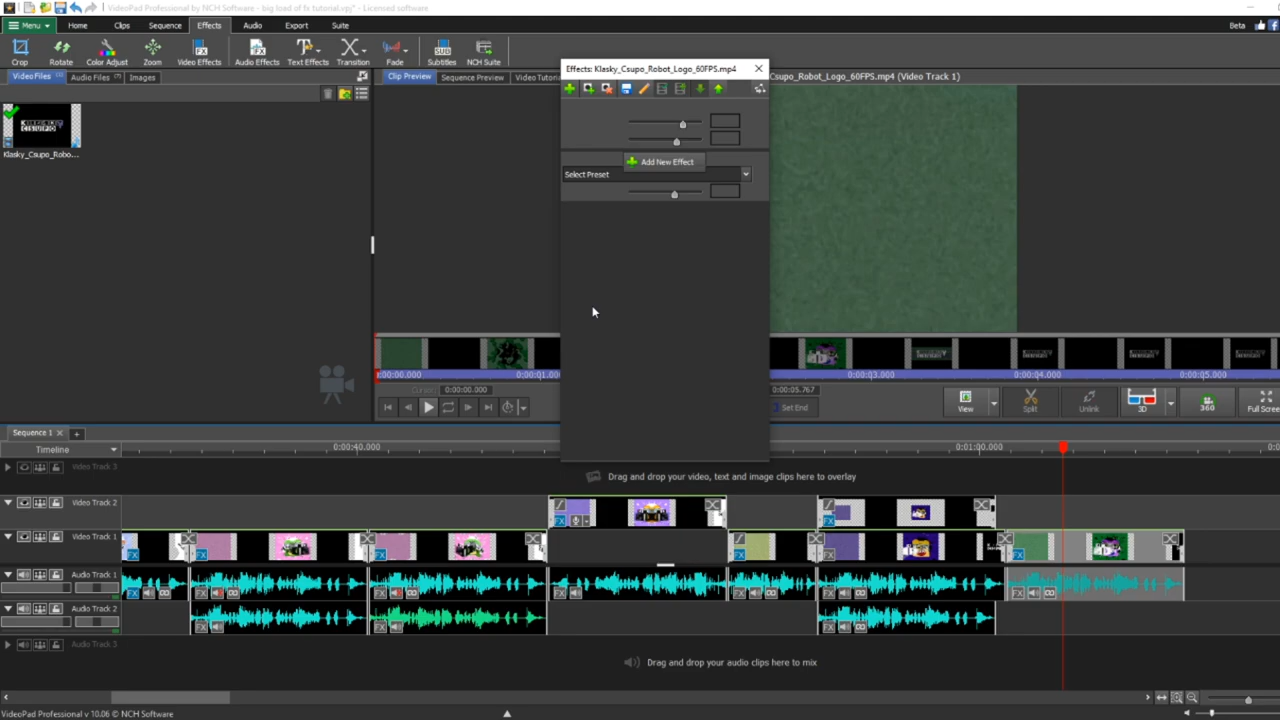 VideoPad Professional by NCH Software - big load of fx tutorial.vpj* - Licensed software
Menu Home Clips Sequence Effects Audio Export Suite Beta
Crop Rotate Color Adjust Zoom Video Effects Audio Effects Text Effects Transition Fade Subtitles NCH Suite
Video Files Audio Files Images
Clip Preview Sequence Preview Video Tutoria
Csupo_Robot_Logo_60FPS.mp4 (Video Track 1)
Effects: Klasky_Csupo_Robot_Logo_60FPS.mp4
Klasky_Csupo_Robo...
Add New Effect
Select Preset
:00:00.000 0:00:01.000 0:00:03.000 0:00:04.000 0:00:05.000
Cursor: 0:00:00.000 0:00:05.767
Set End
View Split Unlink 3D 360 Full Scree
Sequence 1
Timeline 0:00:40.000 0:01:00.000 0:0
Video Track 3
Drag and drop your video, text and image clips here to overlay
Video Track 2
Video Track 1
Audio Track 1
Audio Track 2
Audio Track 3
Drag and drop your audio clips here to mix
VideoPad Professional v 10.06 © NCH Software